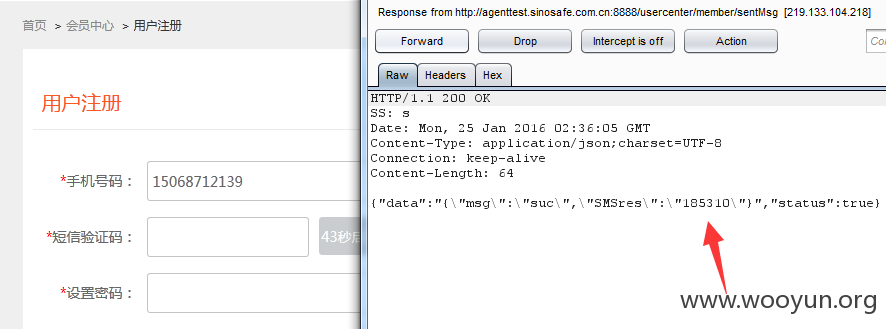 首页 > 会员中心 > 用户注册
用户注册
*手机号码： 15068712139
*短信验证码： 43秒后
*设置密码：
Response from http://agenttest.sinosafe.com.cn:8888/usercenter/member/sentMsg [219.133.104.218]
Forward Drop Intercept is off Action
Raw Headers Hex
HTTP/1.1 200 OK
SS: s
Date: Mon, 25 Jan 2016 02:36:05 GMT
Content-Type: application/json;charset=UTF-8
Connection: keep-alive
Content-Length: 64
{"data":"{\"msg\":\"suc\",\"SMSres\":\"185310\"}","status":true}
www.wooyun.org